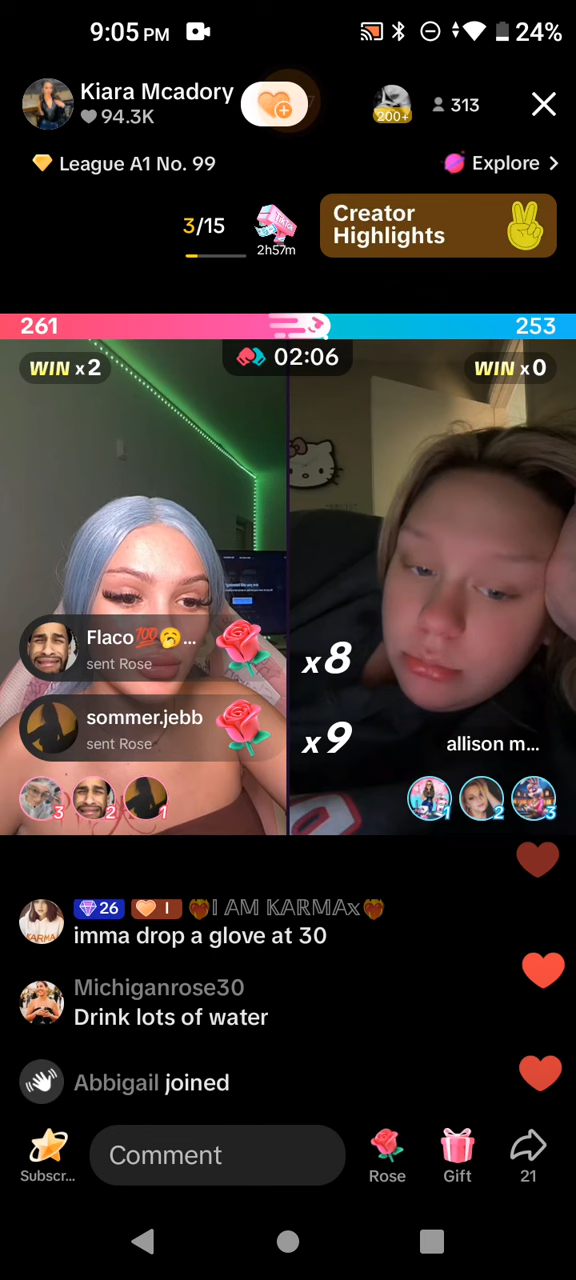 9:05 PM
24%
Kiara Mcadory
94.3K
200+
313
League A1 No. 99
Explore >
3/15
2h57m
Creator
Highlights
261
253
WIN x2
02:06
WIN x0
Flaco💯🥱...
sent Rose
x8
sommer.jebb
sent Rose
x9
allison m...
3
2
1
1
2
3
26
I
❤️‍🔥I AM KARMAx❤️‍🔥
imma drop a glove at 30
Michiganrose30
Drink lots of water
Abbigail joined
Subscr...
Comment
Rose
Gift
21